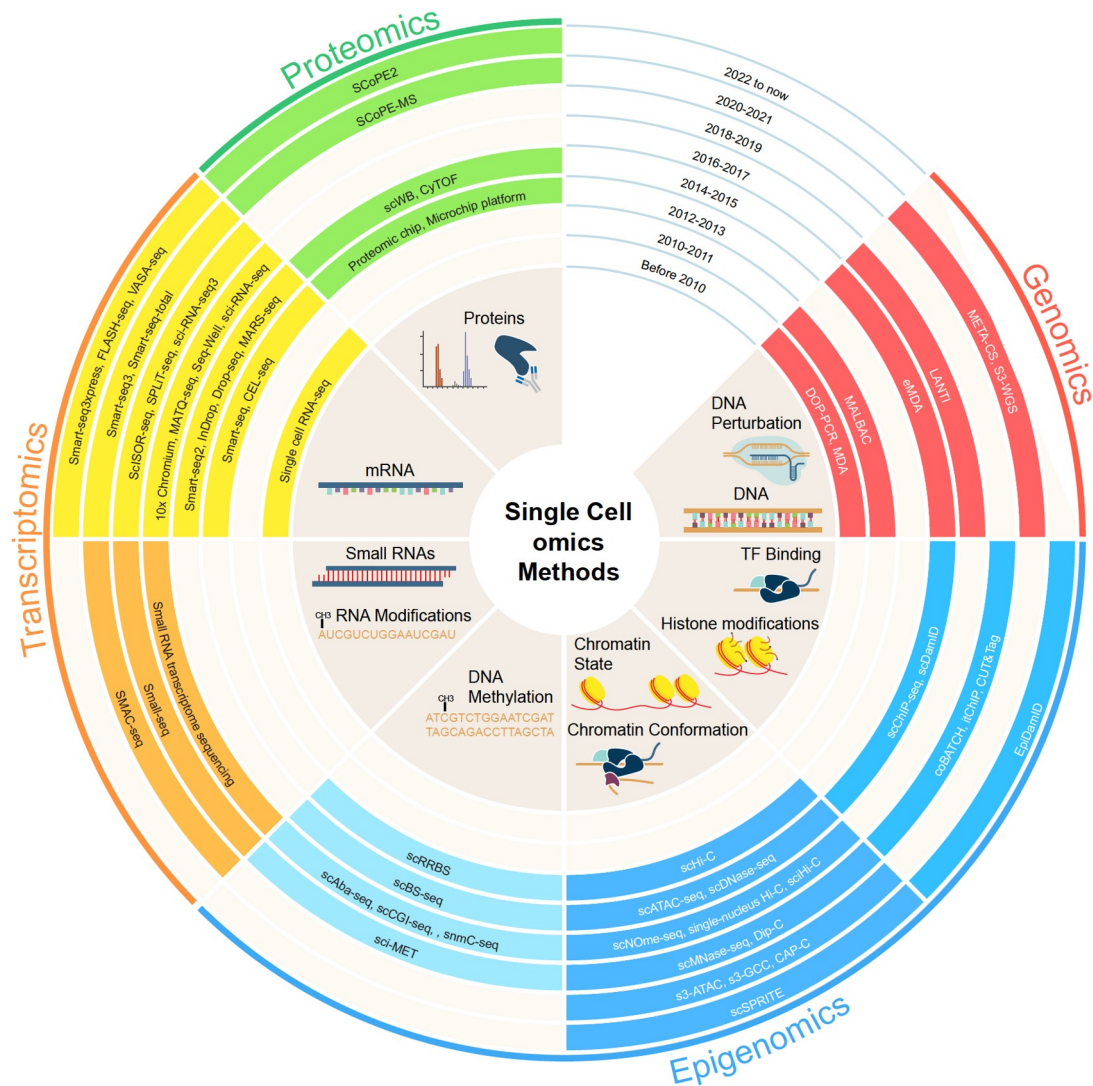 Proteomics
SCoPE2
SCoPE-MS
scWB, CyTOF
Proteomic chip, Microchip platform
Proteins
2022 to now
2020-2021
2018-2019
2016-2017
2014-2015
2012-2013
2010-2011
Before 2010
Genomics
META-CS, S3-WGS
LANTI
eMDA
MALBAC
DOP-PCR, MDA
DNA
Perturbation
DNA
Transcriptomics
Smart-seq3xpress, FLASH-seq, VASA-seq
Smart-seq3, Smart-seq-total
ScISOR-seq, SPLiT-seq, sci-RNA-seq3
10x Chromium, MATQ-seq, Seq-Well, sci-RNA-seq
Smart-seq2, InDrop, Drop-seq, MARS-seq
Smart-seq, CEL-seq
Single cell RNA-seq
mRNA
Single Cell
omics
Methods
Small RNAs
CH3
RNA Modifications
AUCGUCUGGAAUCGAU
SMAC-seq
Small-seq
Small RNA transcriptome sequencing
DNA
Methylation
CH3
ATCGTCTGGAATCGAT
TAGCAGACCTTAGCTA
scRRBS
scBS-seq
scAba-seq, scCGI-seq, , snmC-seq
sci-MET
TF Binding
Histone modifications
Chromatin
State
Chromatin Conformation
scChIP-seq, scDamID
coBATCH, itChIP, CUT&Tag
EpiDamID
scHi-C
scATAC-seq, scDNase-seq
scNOme-seq, single-nucleus Hi-C, sciHi-C
scMNase-seq, Dip-C
s3-ATAC, s3-GCC, CAP-C
scSPRITE
Epigenomics